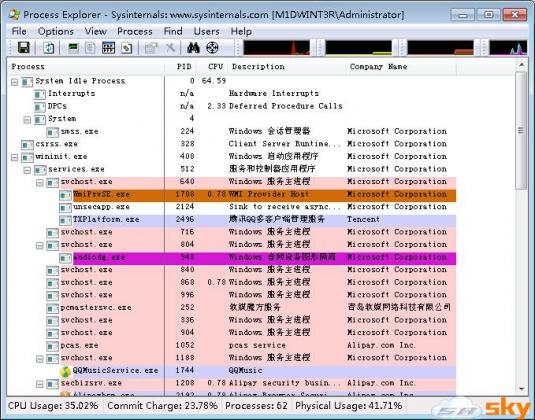 Process Explorer - Sysinternals: www.sysinternals.com [M1DWINT3R\Administrator]
File Options View Process Find Users Help
Process PID CPU Description Company Name
System Idle Process 0 64.59
Interrupts n/a Hardware Interrupts
DPCs n/a 2.33 Deferred Procedure Calls
System 4
smss.exe 224 Windows 会话管理器 Microsoft Corporation
csrss.exe 328 Client Server Runtime... Microsoft Corporation
wininit.exe 408 Windows 启动应用程序 Microsoft Corporation
services.exe 512 服务和控制器应用程序 Microsoft Corporation
svchost.exe 640 Windows 服务主进程 Microsoft Corporation
WmiPrvSE.exe 1708 0.78 WMI Provider Host Microsoft Corporation
unsecapp.exe 2124 Sink to receive async... Microsoft Corporation
TXPlatform.exe 2496 腾讯QQ多客户端管理服务 Tencent
svchost.exe 716 Windows 服务主进程 Microsoft Corporation
svchost.exe 804 Windows 服务主进程 Microsoft Corporation
audiodg.exe 948 Windows 音频设备图形隔离 Microsoft Corporation
svchost.exe 840 Windows 服务主进程 Microsoft Corporation
svchost.exe 868 0.78 Windows 服务主进程 Microsoft Corporation
svchost.exe 996 Windows 服务主进程 Microsoft Corporation
pcmastersvc.exe 252 软媒魔方服务 青岛软媒网络科技有限公司
svchost.exe 336 Windows 服务主进程 Microsoft Corporation
svchost.exe 904 Windows 服务主进程 Microsoft Corporation
pcas.exe 1052 pcas service Alipay.com Inc.
svchost.exe 1188 Windows 服务主进程 Microsoft Corporation
QQMusicService.exe 1744 QQMusic
secbizsrv.exe 1208 0.78 Alipay security busin... Alipay.com Inc.
CPU Usage: 35.02% Commit Charge: 23.78% Processes: 62 Physical Usage: 41.71%
sky